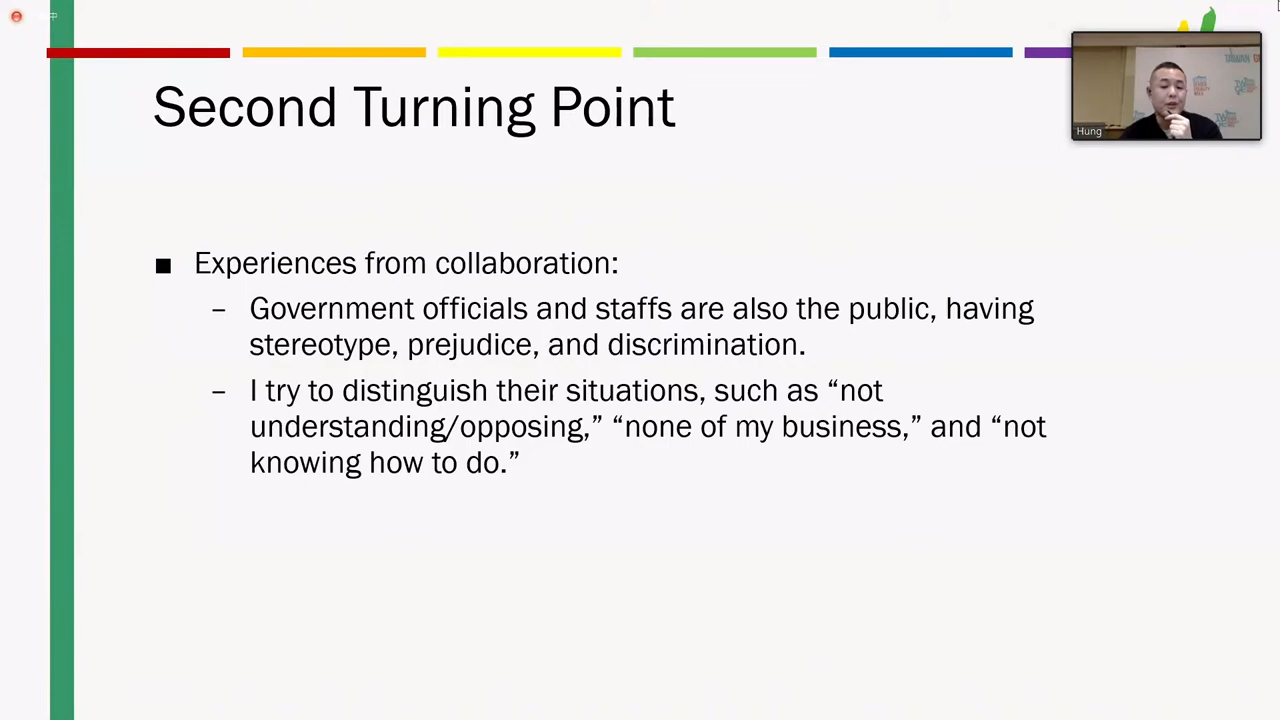 Second Turning Point
Hung
■ Experiences from collaboration:
– Government officials and staffs are also the public, having
stereotype, prejudice, and discrimination.
– I try to distinguish their situations, such as “not
understanding/opposing,” “none of my business,” and “not
knowing how to do.”